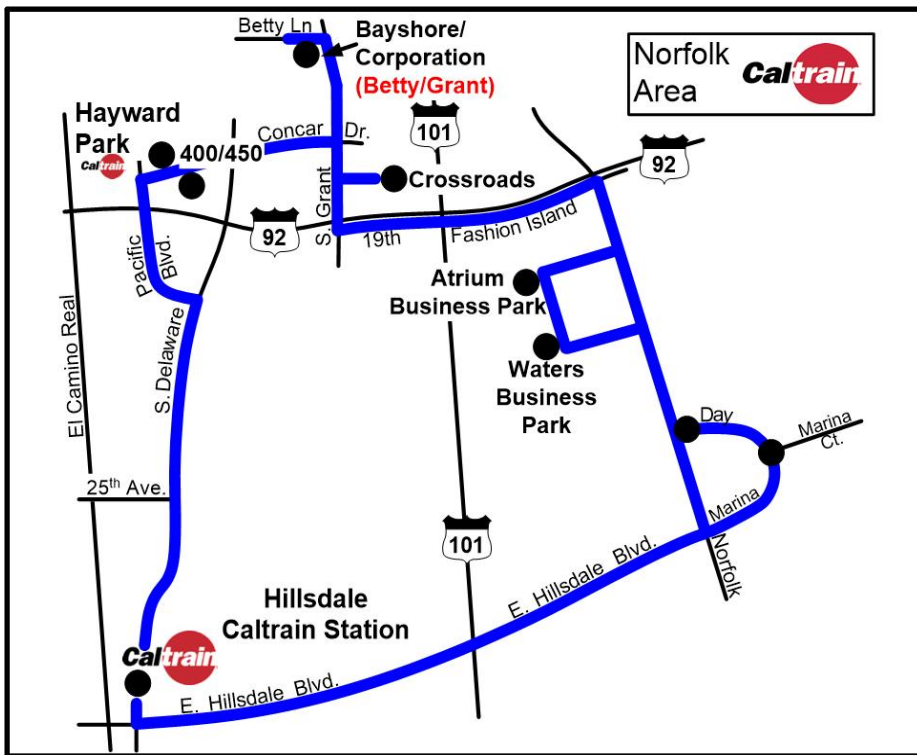 Betty Ln
Bayshore/
Corporation
(Betty/Grant)
Norfolk
Area
Caltrain
Hayward
Park
Caltrain
400/450
Concar Dr.
101
92
Crossroads
S. Grant
92
19th
Fashion Island
Pacific
Blvd.
Atrium
Business Park
El Camino Real
S. Delaware
Waters
Business
Park
Day
Marina
Ct.
25th Ave.
Marina
Norfolk
101
E. Hillsdale Blvd.
Hillsdale
Caltrain Station
Caltrain
E. Hillsdale Blvd.